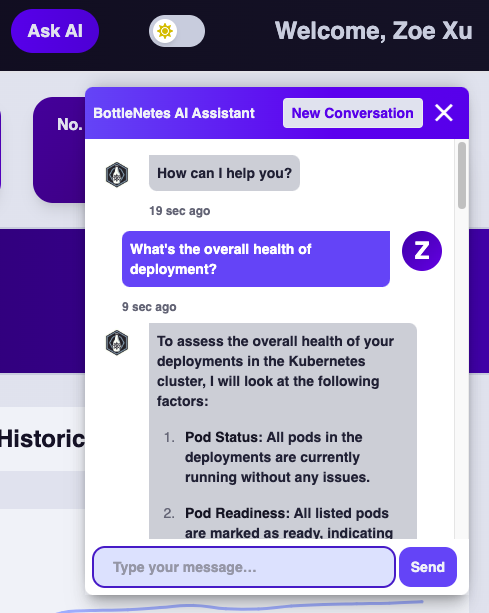 Ask AI
Welcome, Zoe Xu
No.
BottleNetes AI Assistant
New Conversation
How can I help you?
19 sec ago
What's the overall health of
deployment?
Z
9 sec ago
To assess the overall health of your
deployments in the Kubernetes
cluster, I will look at the following
factors:
1. Pod Status: All pods in the
deployments are currently
running without any issues.
2. Pod Readiness: All listed pods
are marked as ready, indicating
Historic
Type your message...
Send